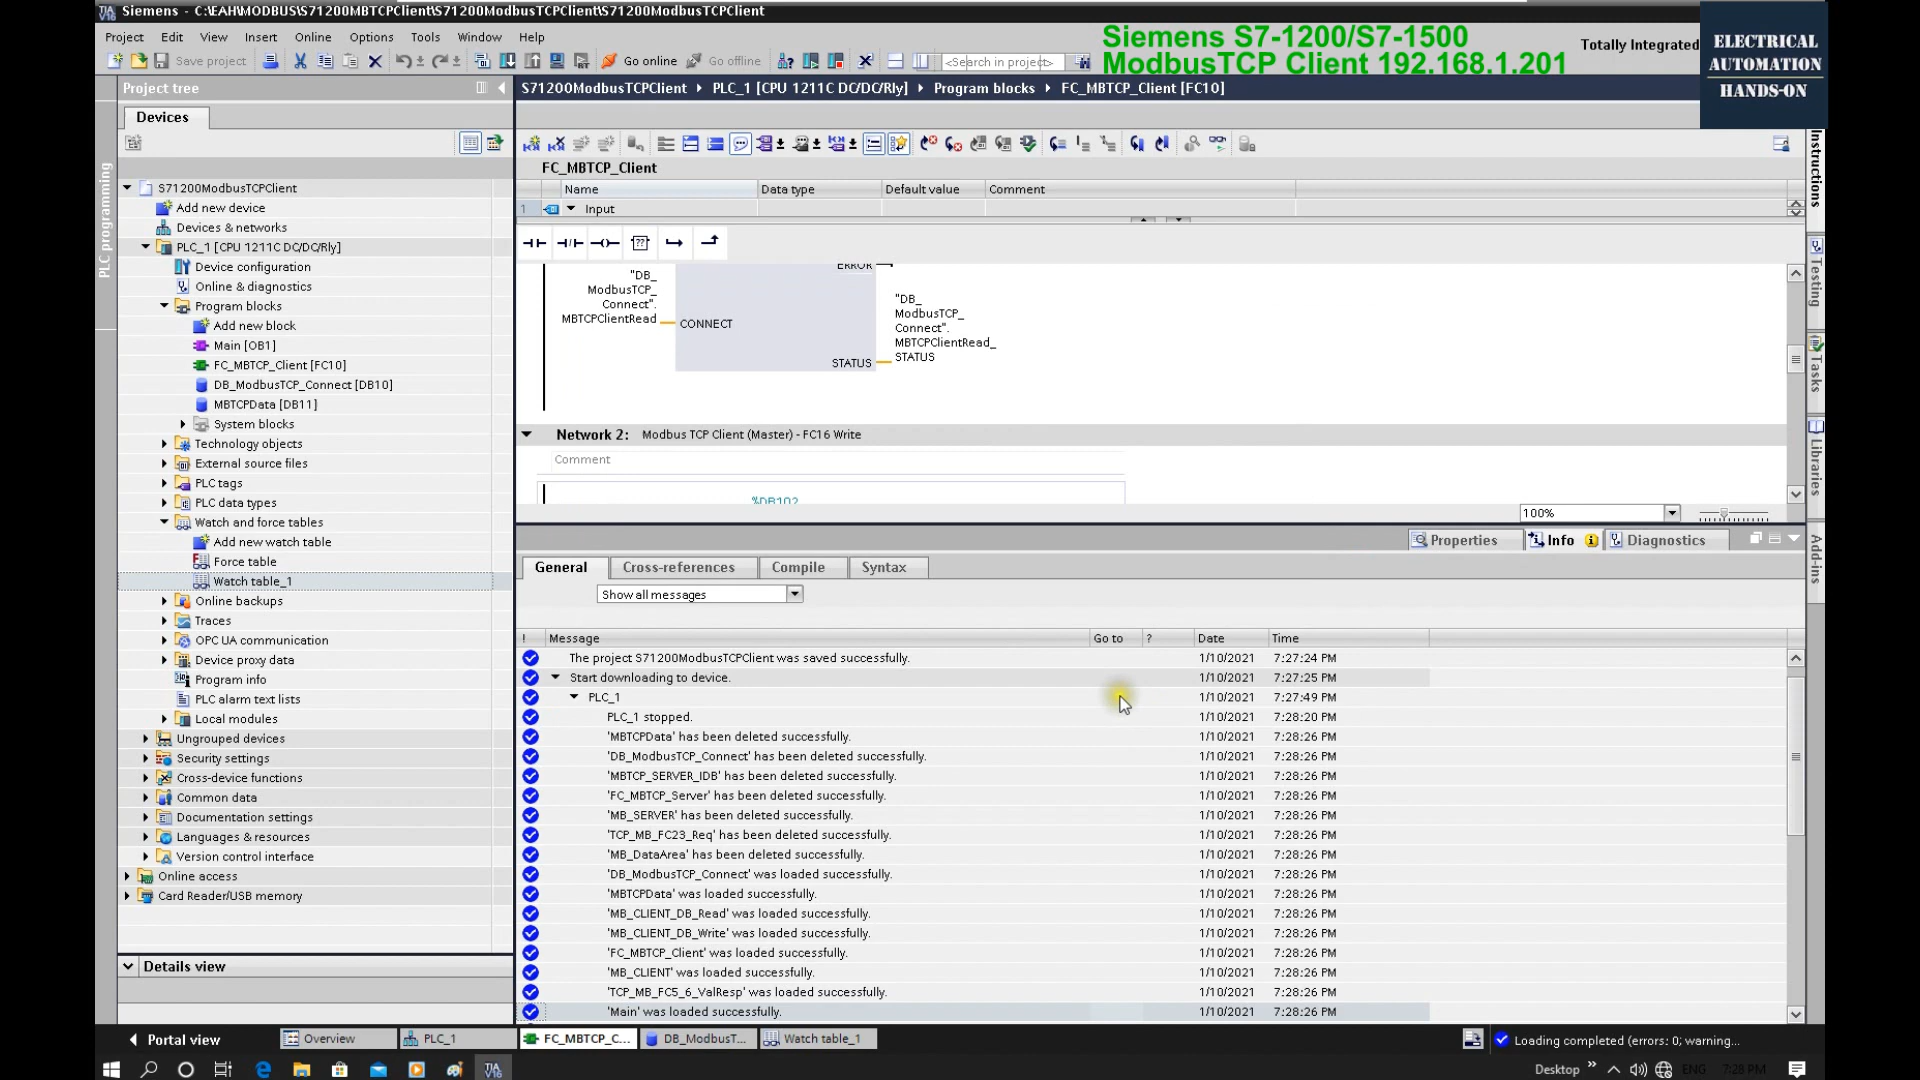 Siemens - C:\EAH\MODBUS\S71200MBTCPClient\S71200ModbusTCPClient\S71200ModbusTCPClient
Project Edit View Insert Online Options Tools Window Help
Siemens S7-1200/S7-1500
ModbusTCP Client 192.168.1.201
Totally Integrated
ELECTRICAL
AUTOMATION
HANDS-ON
Save project
Go online
Go offline
<Search in project>
Project tree
S71200ModbusTCPClient PLC_1 [CPU 1211C DC/DC/Rly] Program blocks FC_MBTCP_Client [FC10]
Devices
PLC programming
S71200ModbusTCPClient
Add new device
Devices & networks
PLC_1 [CPU 1211C DC/DC/Rly]
Device configuration
Online & diagnostics
Program blocks
Add new block
Main [OB1]
FC_MBTCP_Client [FC10]
DB_ModbusTCP_Connect [DB10]
MBTCPData [DB11]
System blocks
Technology objects
External source files
PLC tags
PLC data types
Watch and force tables
Add new watch table
Force table
Watch table_1
Online backups
Traces
OPC UA communication
Device proxy data
Program info
PLC alarm text lists
Local modules
Ungrouped devices
Security settings
Cross-device functions
Common data
Documentation settings
Languages & resources
Version control interface
Online access
Card Reader/USB memory
Details view
FC_MBTCP_Client
Name Data type Default value Comment
1 Input
ERROR
"DB_
ModbusTCP_
Connect".
MBTCPClientRead
CONNECT
"DB_
ModbusTCP_
Connect".
MBTCPClientRead_
STATUS
STATUS
Network 2: Modbus TCP Client (Master) - FC16 Write
Comment
%DB102
100%
Properties Info Diagnostics
General Cross-references Compile Syntax
Show all messages
! Message Go to ? Date Time
The project S71200ModbusTCPClient was saved successfully. 1/10/2021 7:27:24 PM
Start downloading to device. 1/10/2021 7:27:25 PM
PLC_1 1/10/2021 7:27:49 PM
PLC_1 stopped. 1/10/2021 7:28:20 PM
'MBTCPData' has been deleted successfully. 1/10/2021 7:28:26 PM
'DB_ModbusTCP_Connect' has been deleted successfully. 1/10/2021 7:28:26 PM
'MBTCP_SERVER_IDB' has been deleted successfully. 1/10/2021 7:28:26 PM
'FC_MBTCP_Server' has been deleted successfully. 1/10/2021 7:28:26 PM
'MB_SERVER' has been deleted successfully. 1/10/2021 7:28:26 PM
'TCP_MB_FC23_Req' has been deleted successfully. 1/10/2021 7:28:26 PM
'MB_DataArea' has been deleted successfully. 1/10/2021 7:28:26 PM
'DB_ModbusTCP_Connect' was loaded successfully. 1/10/2021 7:28:26 PM
'MBTCPData' was loaded successfully. 1/10/2021 7:28:26 PM
'MB_CLIENT_DB_Read' was loaded successfully. 1/10/2021 7:28:26 PM
'MB_CLIENT_DB_Write' was loaded successfully. 1/10/2021 7:28:26 PM
'FC_MBTCP_Client' was loaded successfully. 1/10/2021 7:28:26 PM
'MB_CLIENT' was loaded successfully. 1/10/2021 7:28:26 PM
'TCP_MB_FC5_6_ValResp' was loaded successfully. 1/10/2021 7:28:26 PM
'Main' was loaded successfully. 1/10/2021 7:28:26 PM
Instructions
Testing
Tasks
Libraries
Add-ins
Portal view Overview PLC_1 FC_MBTCP_C... DB_ModbusT... Watch table_1
Loading completed (errors: 0; warning...
Desktop » ENG 7:28 PM